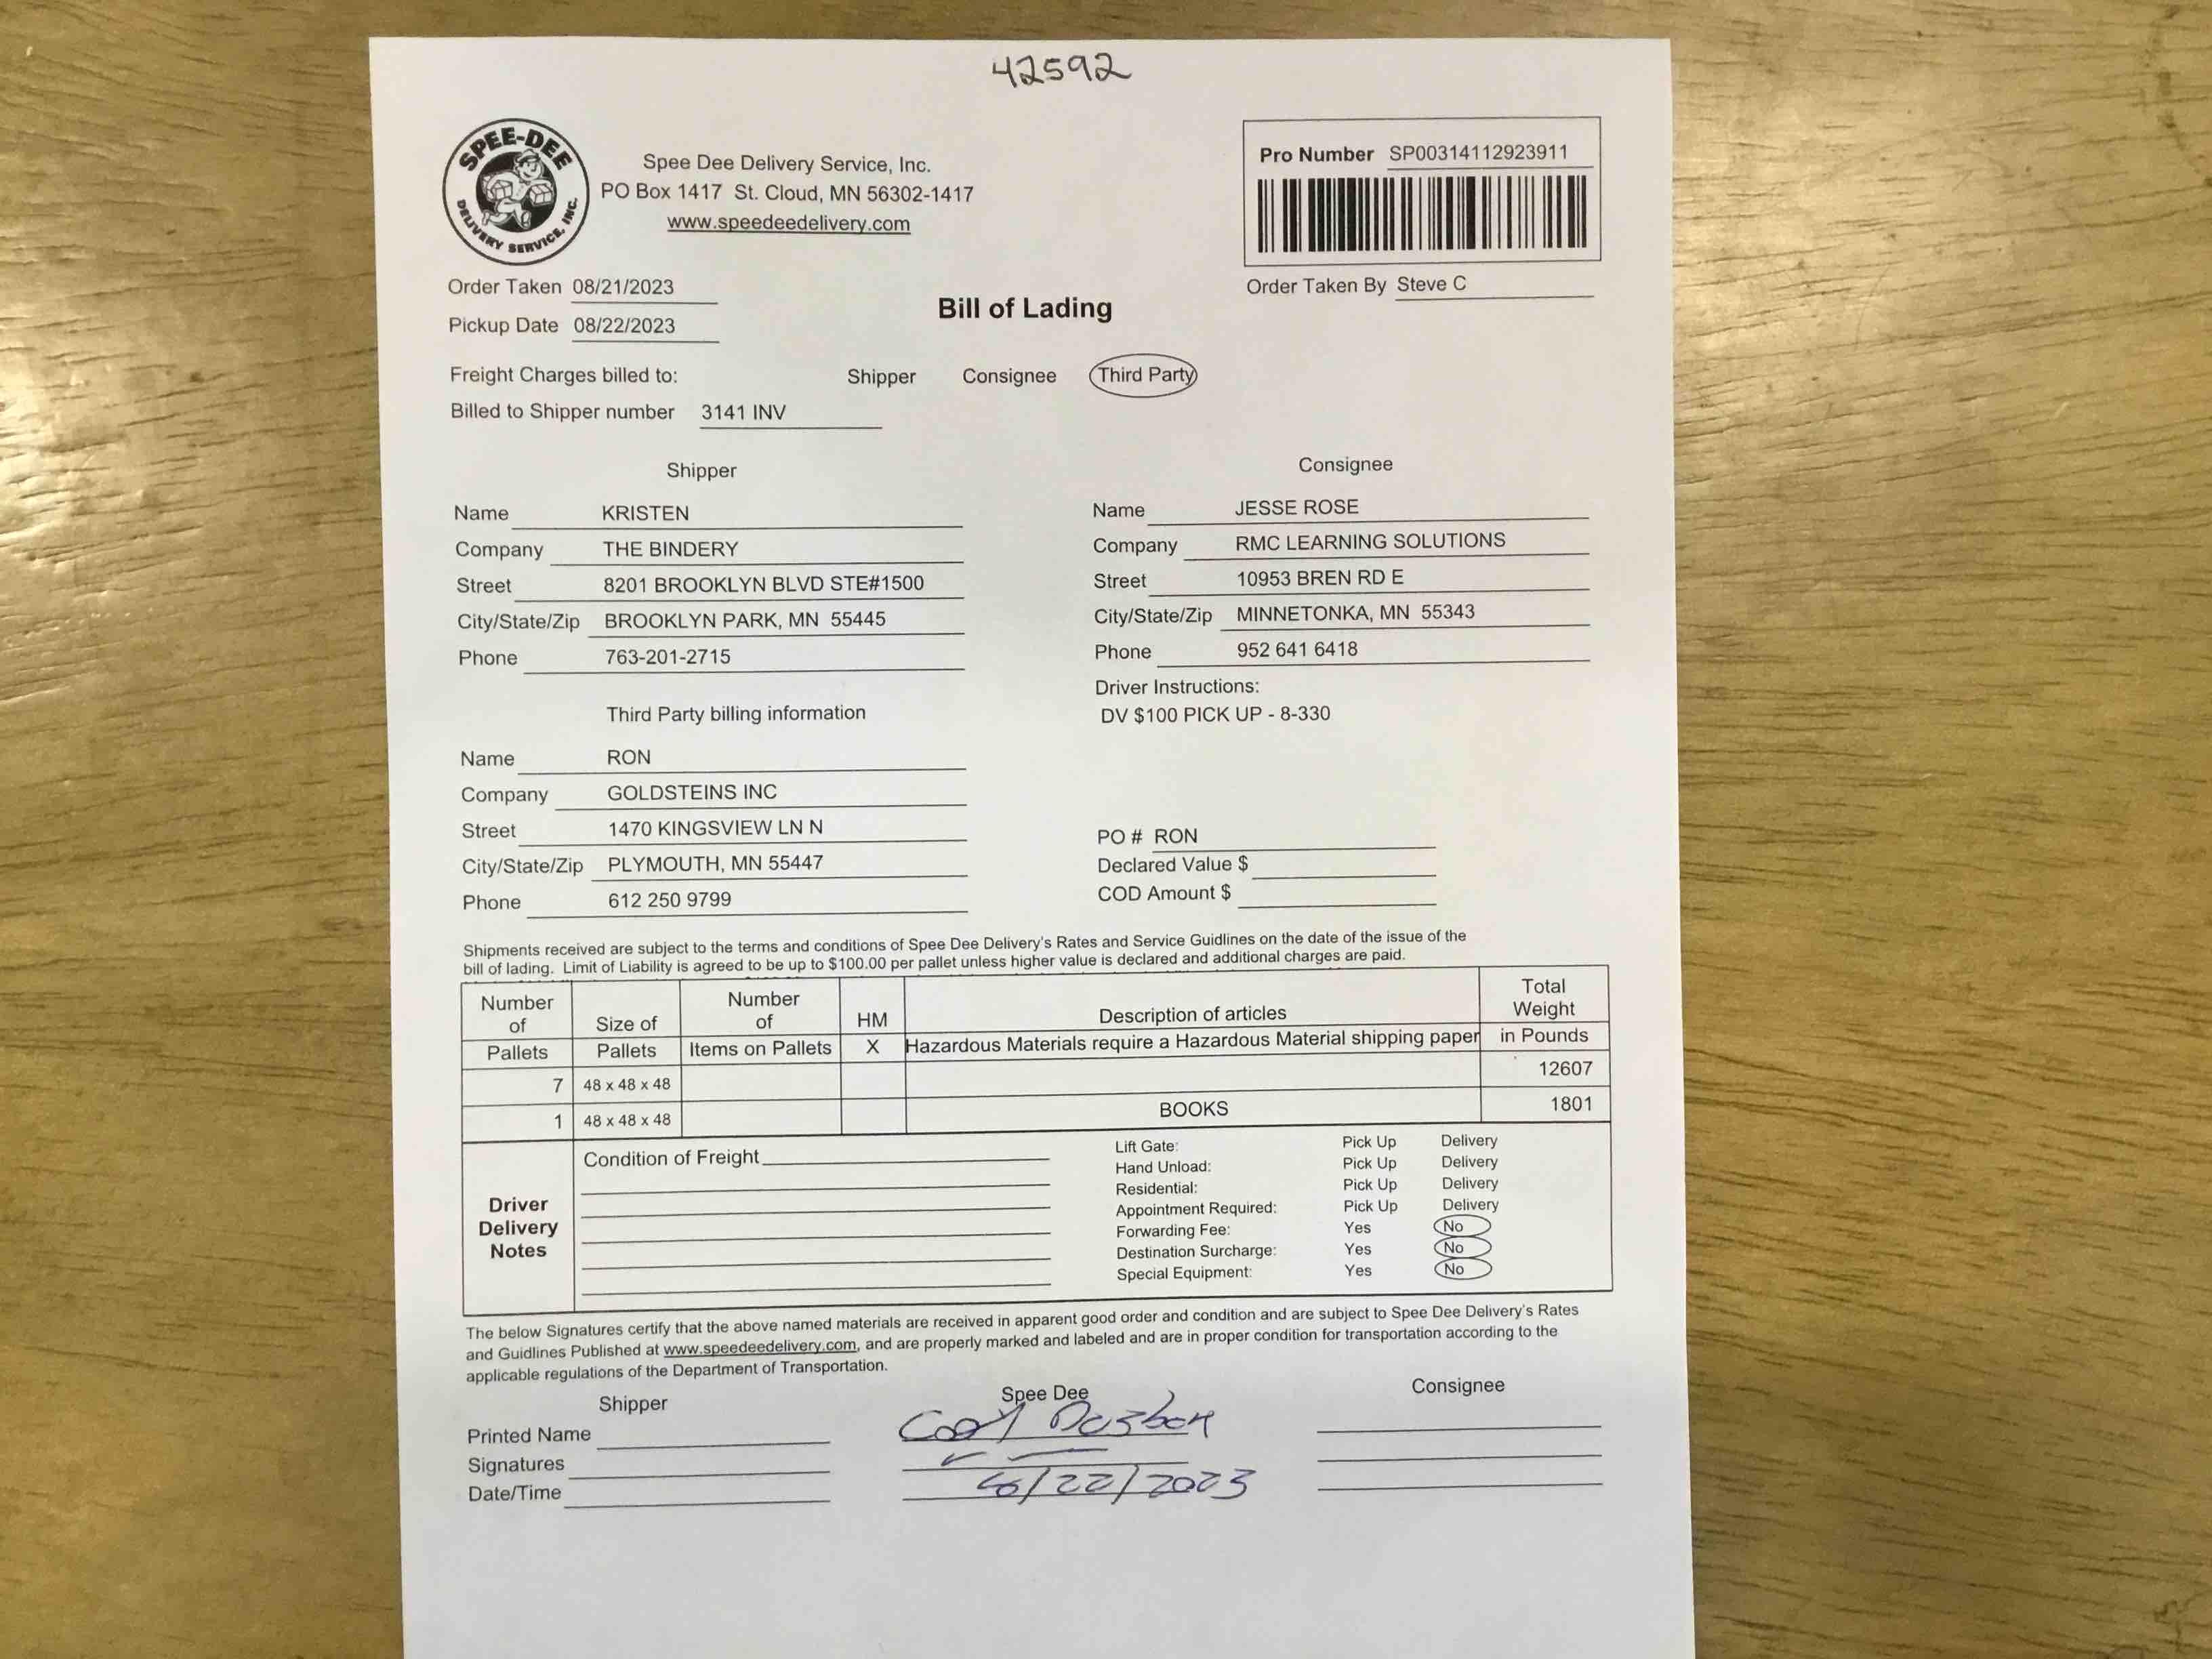 42592
SPEE-DEE
DELIVERY SERVICE, INC.
Spee Dee Delivery Service, Inc.
PO Box 1417 St. Cloud, MN 56302-1417
www.speedeedelivery.com
Pro Number SP00314112923911
Order Taken 08/21/2023
Order Taken By Steve C
Bill of Lading
Pickup Date 08/22/2023
Freight Charges billed to: Shipper Consignee Third Party
Billed to Shipper number 3141 INV
Shipper
Name KRISTEN
Company THE BINDERY
Street 8201 BROOKLYN BLVD STE#1500
City/State/Zip BROOKLYN PARK, MN 55445
Phone 763-201-2715
Consignee
Name JESSE ROSE
Company RMC LEARNING SOLUTIONS
Street 10953 BREN RD E
City/State/Zip MINNETONKA, MN 55343
Phone 952 641 6418
Driver Instructions:
DV $100 PICK UP - 8-330
Third Party billing information
Name RON
Company GOLDSTEINS INC
Street 1470 KINGSVIEW LN N
City/State/Zip PLYMOUTH, MN 55447
Phone 612 250 9799
PO # RON
Declared Value $
COD Amount $
Shipments received are subject to the terms and conditions of Spee Dee Delivery's Rates and Service Guidlines on the date of the issue of the
bill of lading. Limit of Liability is agreed to be up to $100.00 per pallet unless higher value is declared and additional charges are paid.
Number of Pallets
Size of Pallets
Number of Items on Pallets
HM X
Description of articles
Hazardous Materials require a Hazardous Material shipping paper
Total Weight in Pounds
7 48 x 48 x 48 12607
1 48 x 48 x 48 BOOKS 1801
Driver Delivery Notes
Condition of Freight
Lift Gate: Pick Up Delivery
Hand Unload: Pick Up Delivery
Residential: Pick Up Delivery
Appointment Required: Pick Up Delivery
Forwarding Fee: Yes No
Destination Surcharge: Yes No
Special Equipment: Yes No
The below Signatures certify that the above named materials are received in apparent good order and condition and are subject to Spee Dee Delivery's Rates
and Guidlines Published at www.speedeedelivery.com, and are properly marked and labeled and are in proper condition for transportation according to the
applicable regulations of the Department of Transportation.
Shipper Spee Dee Consignee
Printed Name
Signatures
Date/Time